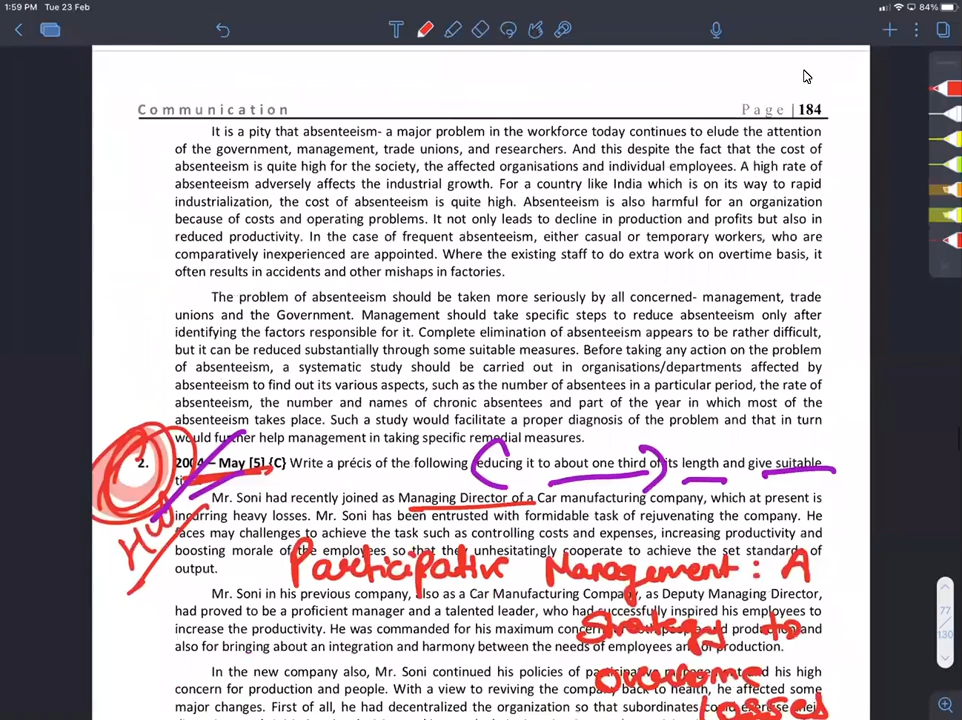 1:59 PM Tue 23 Feb
84%
Communication
Page | 184
It is a pity that absenteeism- a major problem in the workforce today continues to elude the attention
of the government, management, trade unions, and researchers. And this despite the fact that the cost of
absenteeism is quite high for the society, the affected organisations and individual employees. A high rate of
absenteeism adversely affects the industrial growth. For a country like India which is on its way to rapid
industrialization, the cost of absenteeism is quite high. Absenteeism is also harmful for an organization
because of costs and operating problems. It not only leads to decline in production and profits but also in
reduced productivity. In the case of frequent absenteeism, either casual or temporary workers, who are
comparatively inexperienced are appointed. Where the existing staff to do extra work on overtime basis, it
often results in accidents and other mishaps in factories.
The problem of absenteeism should be taken more seriously by all concerned- management, trade
unions and the Government. Management should take specific steps to reduce absenteeism only after
identifying the factors responsible for it. Complete elimination of absenteeism appears to be rather difficult,
but it can be reduced substantially through some suitable measures. Before taking any action on the problem
of absenteeism, a systematic study should be carried out in organisations/departments affected by
absenteeism to find out its various aspects, such as the number of absentees in a particular period, the rate of
absenteeism, the number and names of chronic absentees and part of the year in which most of the
absenteeism takes place. Such a study would facilitate a proper diagnosis of the problem and that in turn
would further help management in taking specific remedial measures.
2. 2004 – May [5] {C} Write a précis of the following reducing it to about one third of its length and give suitable
H.W
Mr. Soni had recently joined as Managing Director of a Car manufacturing company, which at present is
incurring heavy losses. Mr. Soni has been entrusted with formidable task of rejuvenating the company. He
faces may challenges to achieve the task such as controlling costs and expenses, increasing productivity and
boosting morale of the employees so that they unhesitatingly cooperate to achieve the set standards of
output.
Participative Management : A
Strategy to
overcome
losses
Mr. Soni in his previous company, also as a Car Manufacturing Company, as Deputy Managing Director,
had proved to be a proficient manager and a talented leader, who had successfully inspired his employees to
increase the productivity. He was commanded for his maximum concern production and
also for bringing about an integration and harmony between the needs of employees and of production.
In the new company also, Mr. Soni continued his policies of participative management and his high
concern for production and people. With a view to reviving the company back to health, he affected some
major changes. First of all, he had decentralized the organization so that subordinates could exercise their
77
130